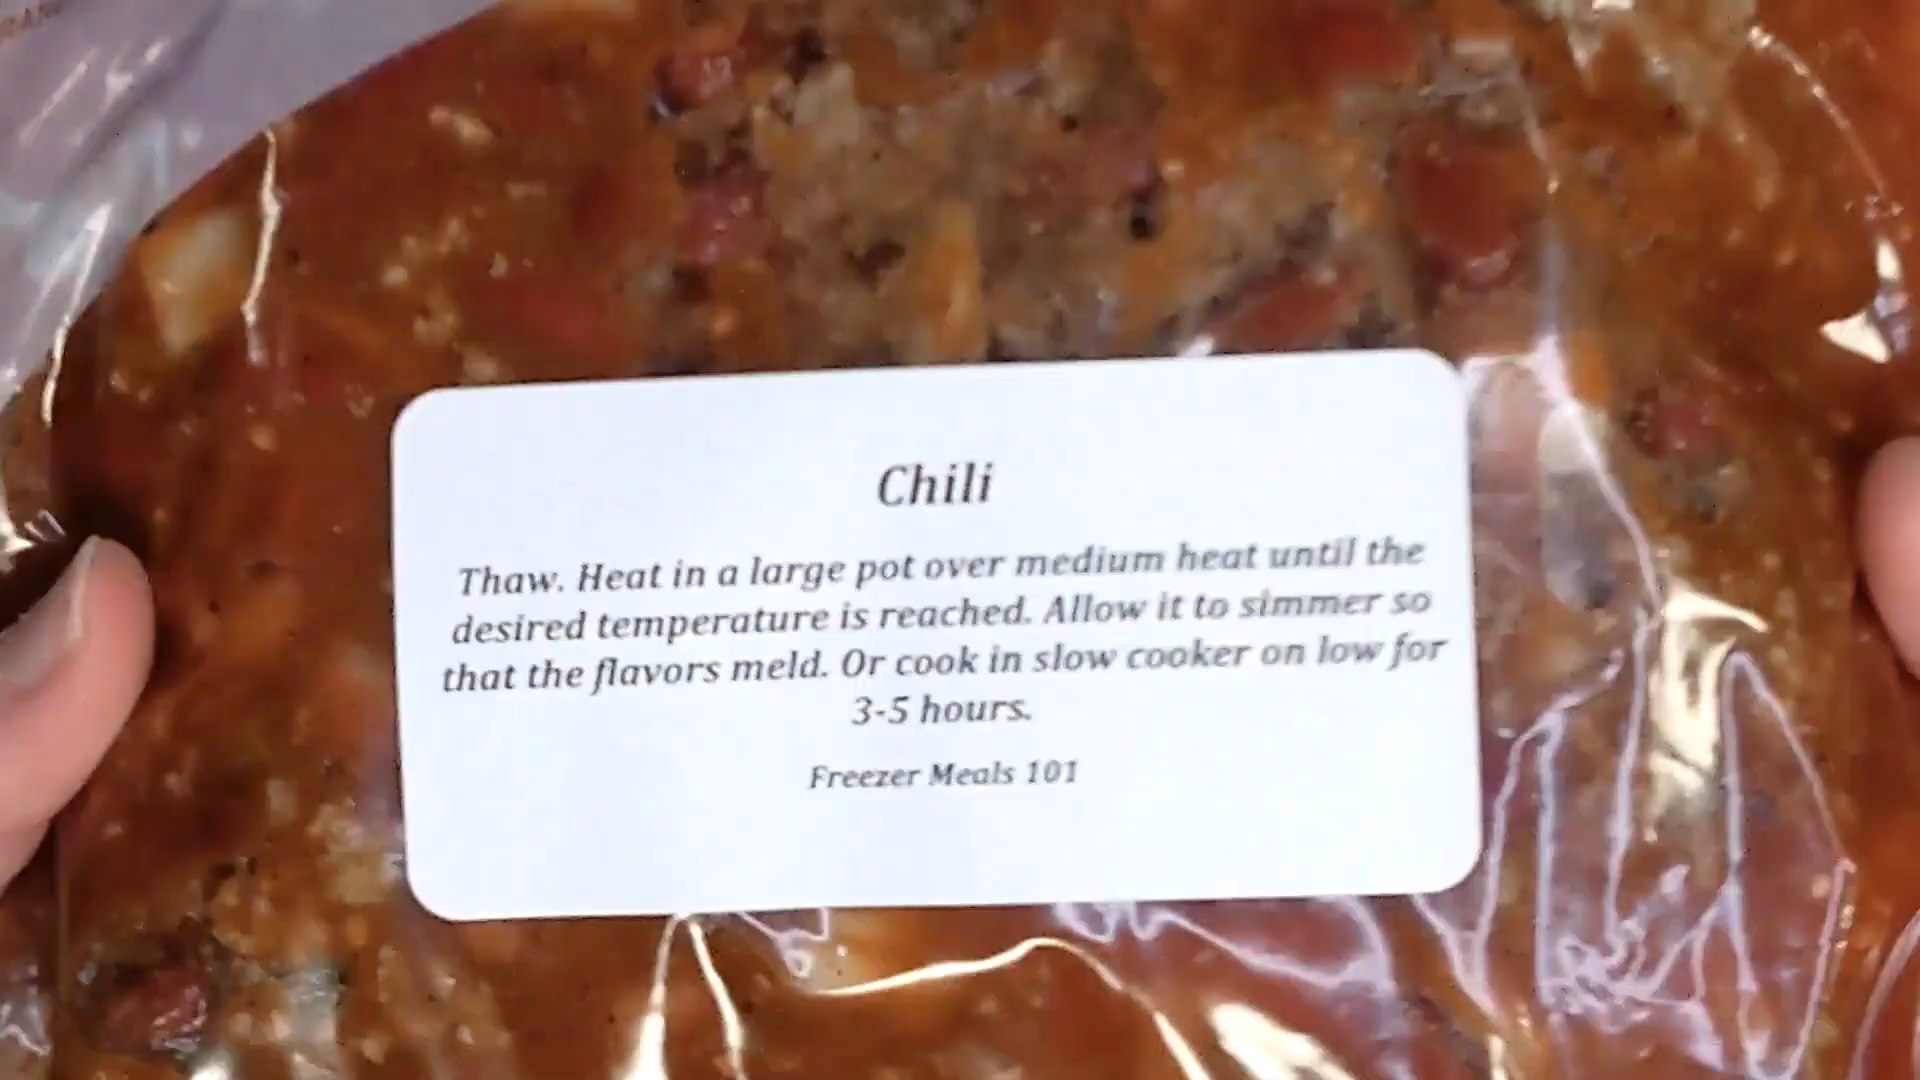 Chili
Thaw. Heat in a large pot over medium heat until the
desired temperature is reached. Allow it to simmer so
that the flavors meld. Or cook in slow cooker on low for
3-5 hours.
Freezer Meals 101